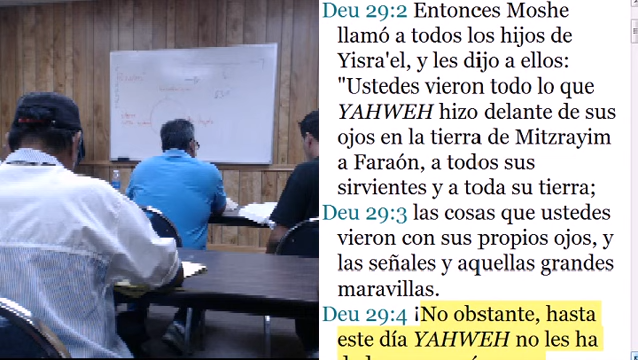 Deu 29:2 Entonces Moshe
llamó a todos los hijos de
Yisra'el, y les dijo a ellos:
"Ustedes vieron todo lo que
YAHWEH hizo delante de sus
ojos en la tierra de Mitzrayim
a Faraón, a todos sus
sirvientes y a toda su tierra;
Deu 29:3 las cosas que ustedes
vieron con sus propios ojos, y
las señales y aquellas grandes
maravillas.
Deu 29:4 ¡No obstante, hasta
este día YAHWEH no les ha